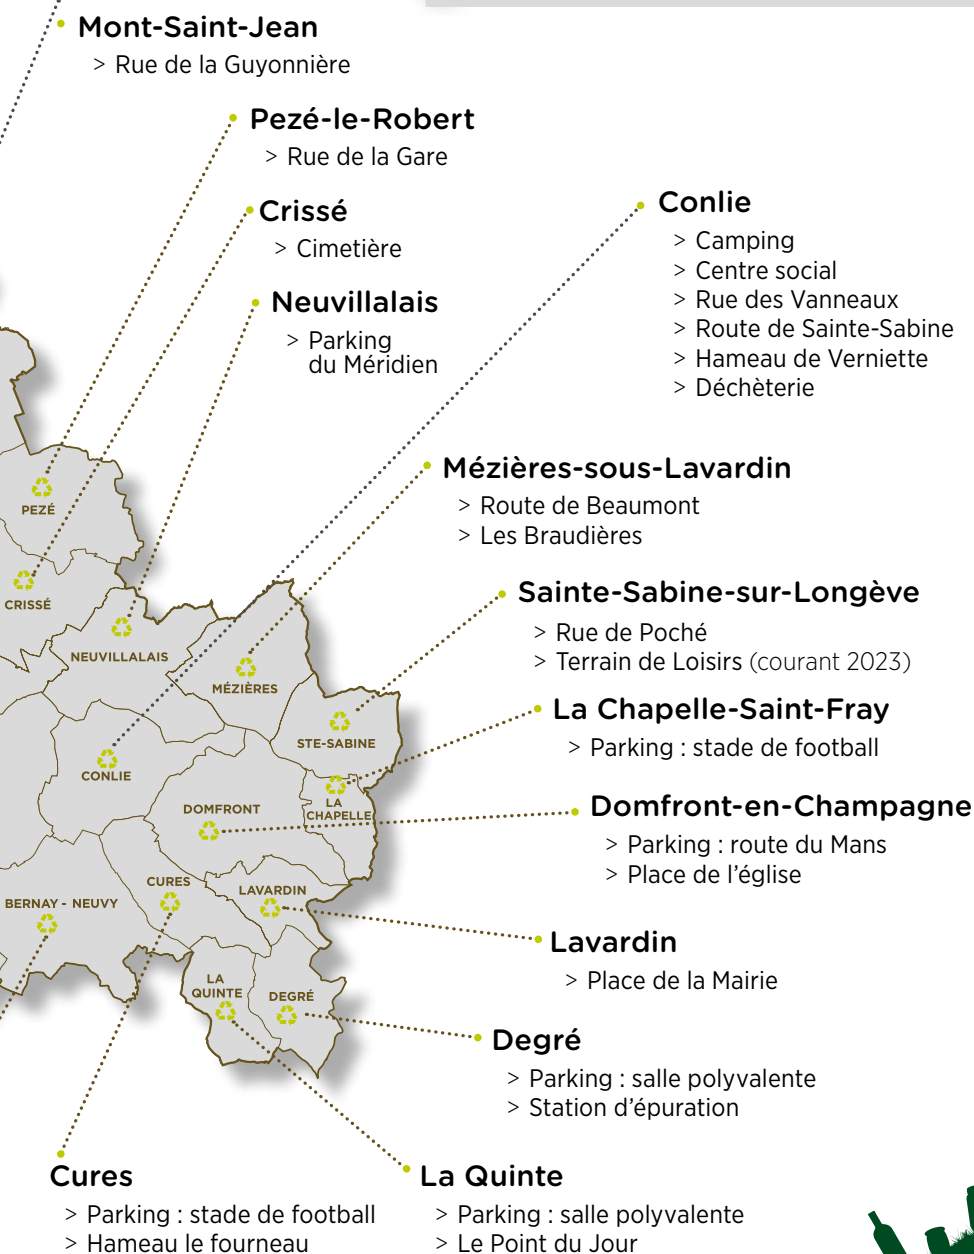 Mont-Saint-Jean
> Rue de la Guyonnière
Pezé-le-Robert
> Rue de la Gare
Crissé
> Cimetière
Neuvillalais
> Parking
du Méridien
Conlie
> Camping
> Centre social
> Rue des Vanneaux
> Route de Sainte-Sabine
> Hameau de Verniette
> Déchèterie
Mézières-sous-Lavardin
> Route de Beaumont
> Les Braudières
Sainte-Sabine-sur-Longève
> Rue de Poché
> Terrain de Loisirs (courant 2023)
La Chapelle-Saint-Fray
> Parking : stade de football
Domfront-en-Champagne
> Parking : route du Mans
> Place de l'église
Lavardin
> Place de la Mairie
Degré
> Parking : salle polyvalente
> Station d'épuration
La Quinte
> Parking : salle polyvalente
> Le Point du Jour
Cures
> Parking : stade de football
> Hameau le fourneau
PEZÉ
CRISSÉ
NEUVILLALAIS
MÉZIÈRES
STE-SABINE
CONLIE
LA
CHAPELLE
DOMFRONT
CURES
LAVARDIN
BERNAY - NEUVY
LA
QUINTE
DEGRÉ